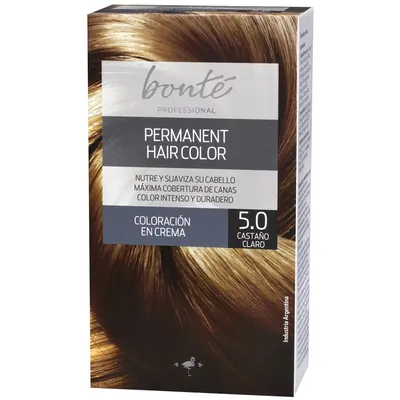 bonté
PROFESSIONAL
PERMANENT
HAIR COLOR
NUTRE Y SUAVIZA SU CABELLO
MÁXIMA COBERTURA DE CANAS
COLOR INTENSO Y DURADERO
COLORACIÓN
EN CREMA
5.0
CASTAÑO
CLARO
Industria Argentina